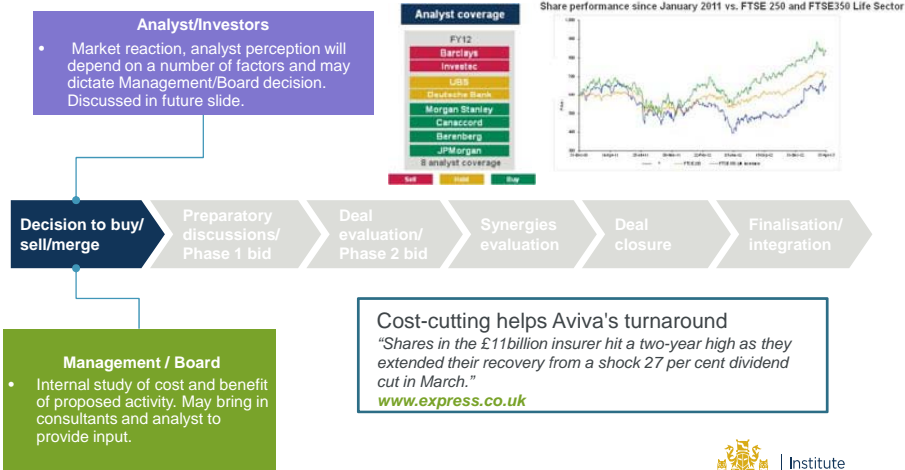 Analyst/Investors
• Market reaction, analyst perception will
depend on a number of factors and may
dictate Management/Board decision.
Discussed in future slide.
Analyst coverage
FY12
Barclays
Investec
UBS
Deutsche Bank
Morgan Stanley
Canaccord
Berenberg
JPMorgan
8 analyst coverage
Sell Hold Buy
Share performance since January 2011 vs. FTSE 250 and FTSE350 Life Sector
Decision to buy/
sell/merge
Preparatory
discussions/
Phase 1 bid
Deal
evaluation/
Phase 2 bid
Synergies
evaluation
Deal
closure
Finalisation/
integration
Management / Board
• Internal study of cost and benefit
of proposed activity. May bring in
consultants and analyst to
provide input.
Cost-cutting helps Aviva's turnaround
“Shares in the £11billion insurer hit a two-year high as they
extended their recovery from a shock 27 per cent dividend
cut in March.”
www.express.co.uk
Institute